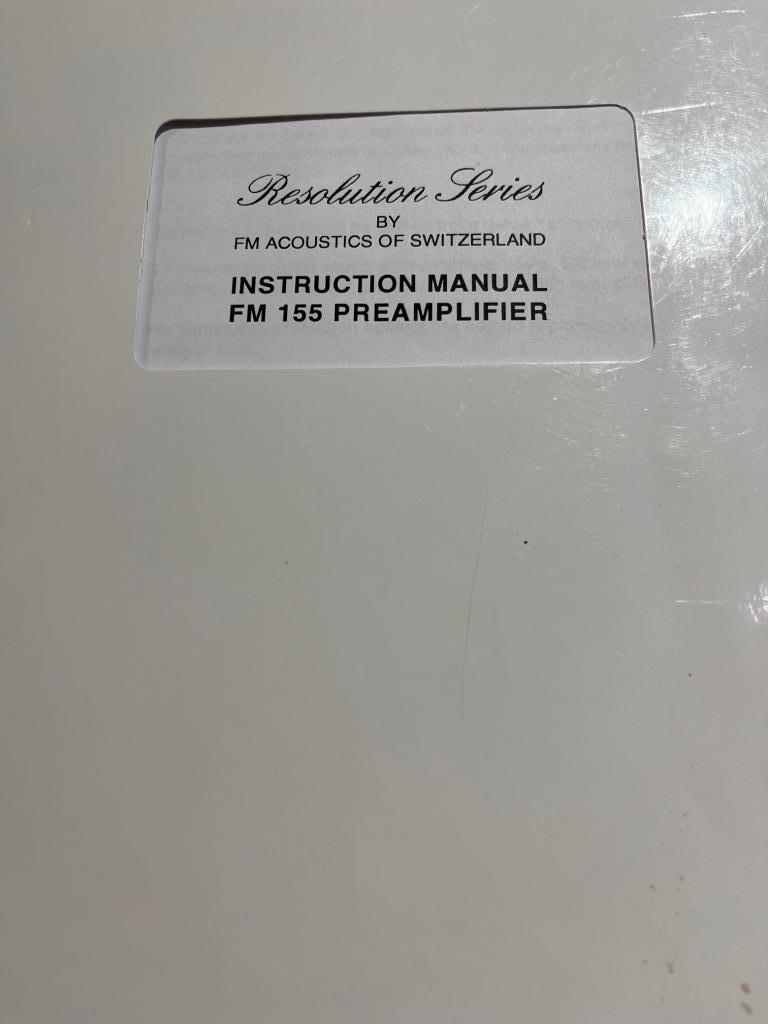 Resolution Series
BY
FM ACOUSTICS OF SWITZERLAND
INSTRUCTION MANUAL
FM 155 PREAMPLIFIER